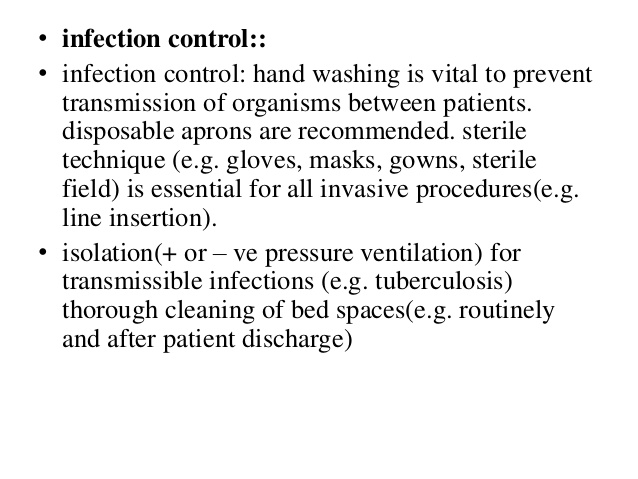 • infection control::
• infection control: hand washing is vital to prevent
transmission of organisms between patients.
disposable aprons are recommended. sterile
technique (e.g. gloves, masks, gowns, sterile
field) is essential for all invasive procedures(e.g.
line insertion).
• isolation(+ or – ve pressure ventilation) for
transmissible infections (e.g. tuberculosis)
thorough cleaning of bed spaces(e.g. routinely
and after patient discharge)